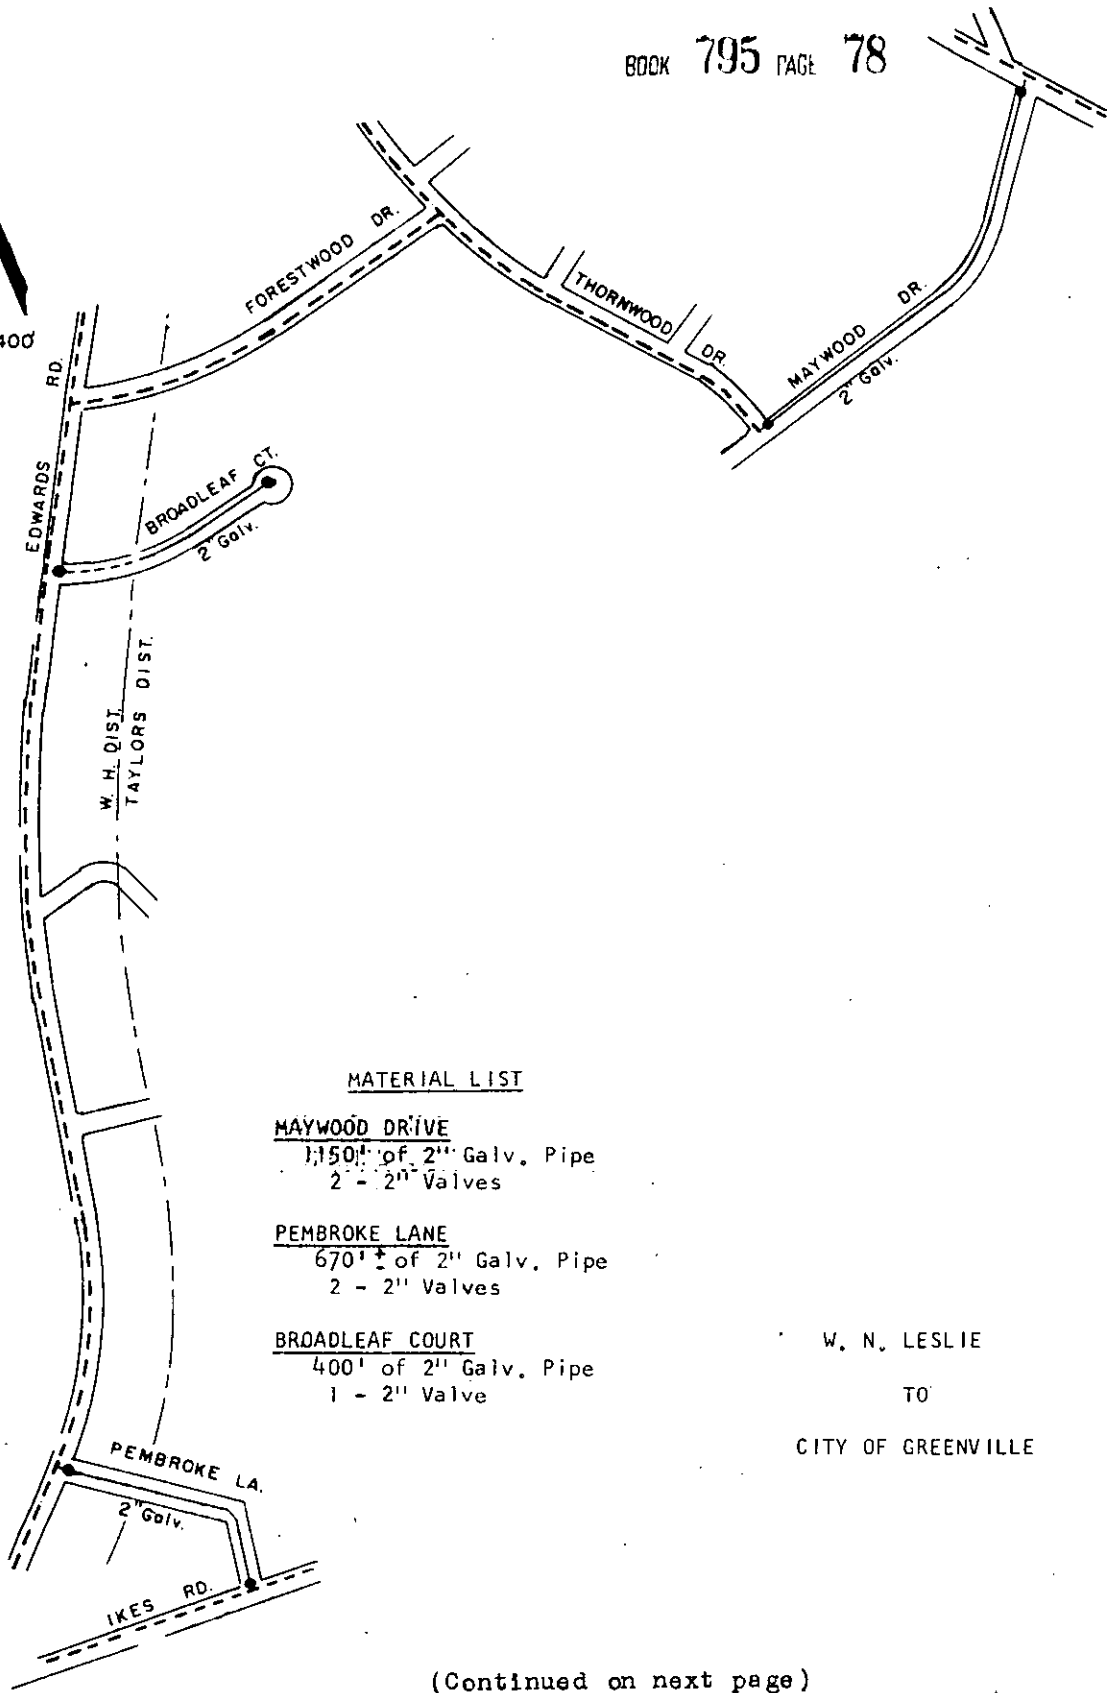 BOOK 795 PAGE 78
400'
FORESTWOOD DR.
THORNWOOD DR.
MAYWOOD DR.
2" Galv.
EDWARDS RD.
BROADLEAF CT.
2" Galv.
W. H. DIST.
TAYLORS DIST.
MATERIAL LIST
MAYWOOD DRIVE
1,150' of 2" Galv. Pipe
2 - 2" Valves
PEMBROKE LANE
670' ± of 2" Galv. Pipe
2 - 2" Valves
BROADLEAF COURT
400' of 2" Galv. Pipe
1 - 2" Valve
W. N. LESLIE
TO
CITY OF GREENVILLE
PEMBROKE LA.
2" Galv.
IKES RD.
(Continued on next page)